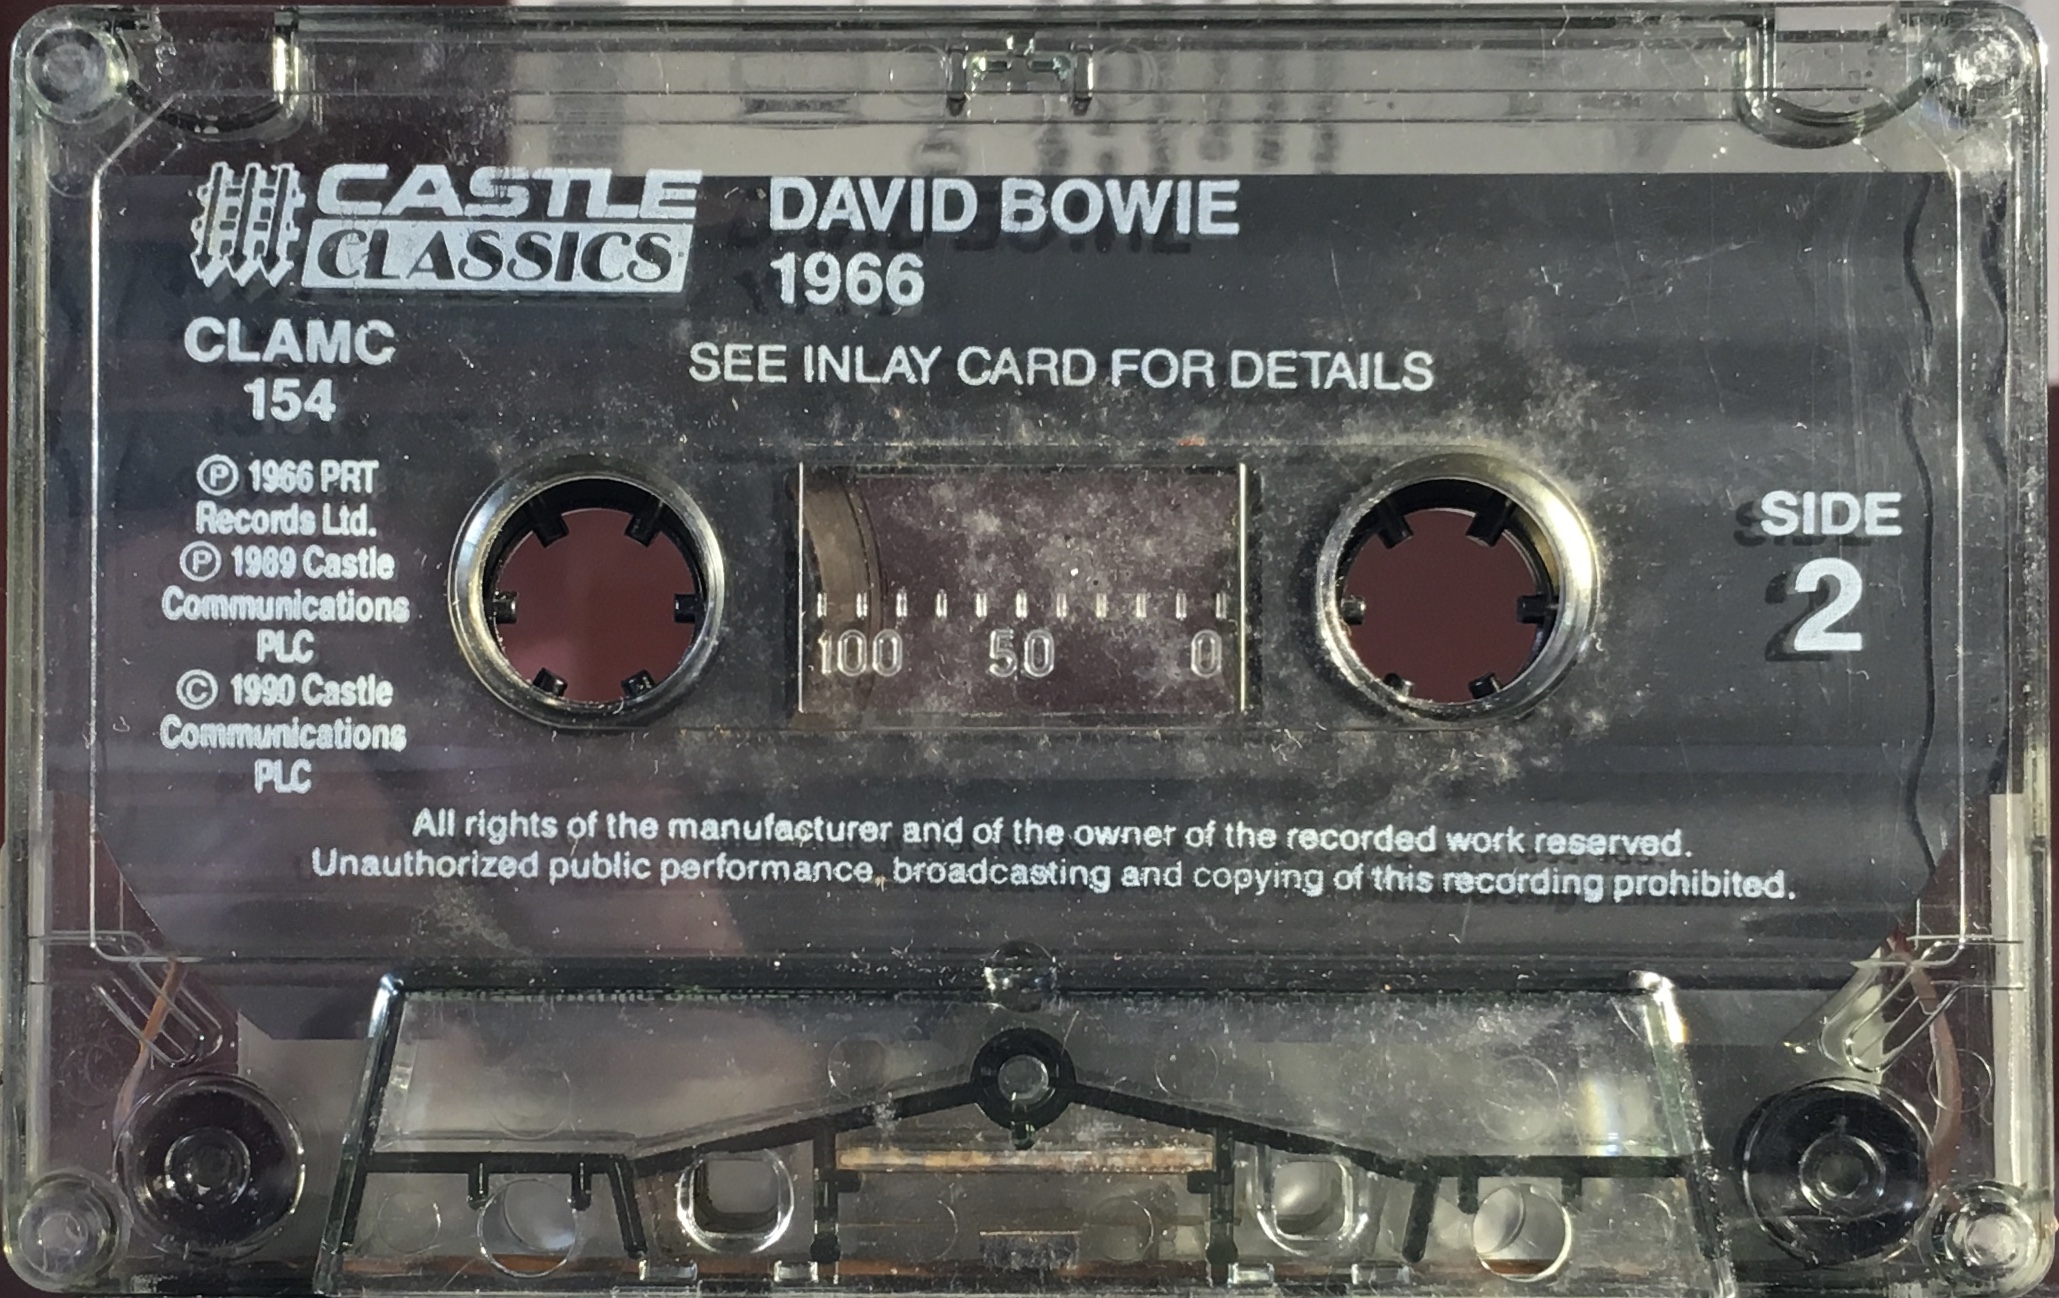 CASTLE
CLASSICS
DAVID BOWIE
1966
CLAMC
154
SEE INLAY CARD FOR DETAILS
Ⓟ 1966 PRT
Records Ltd.
Ⓟ 1989 Castle
Communications
PLC
© 1990 Castle
Communications
PLC
100 50 0
SIDE
2
All rights of the manufacturer and of the owner of the recorded work reserved.
Unauthorized public performance, broadcasting and copying of this recording prohibited.